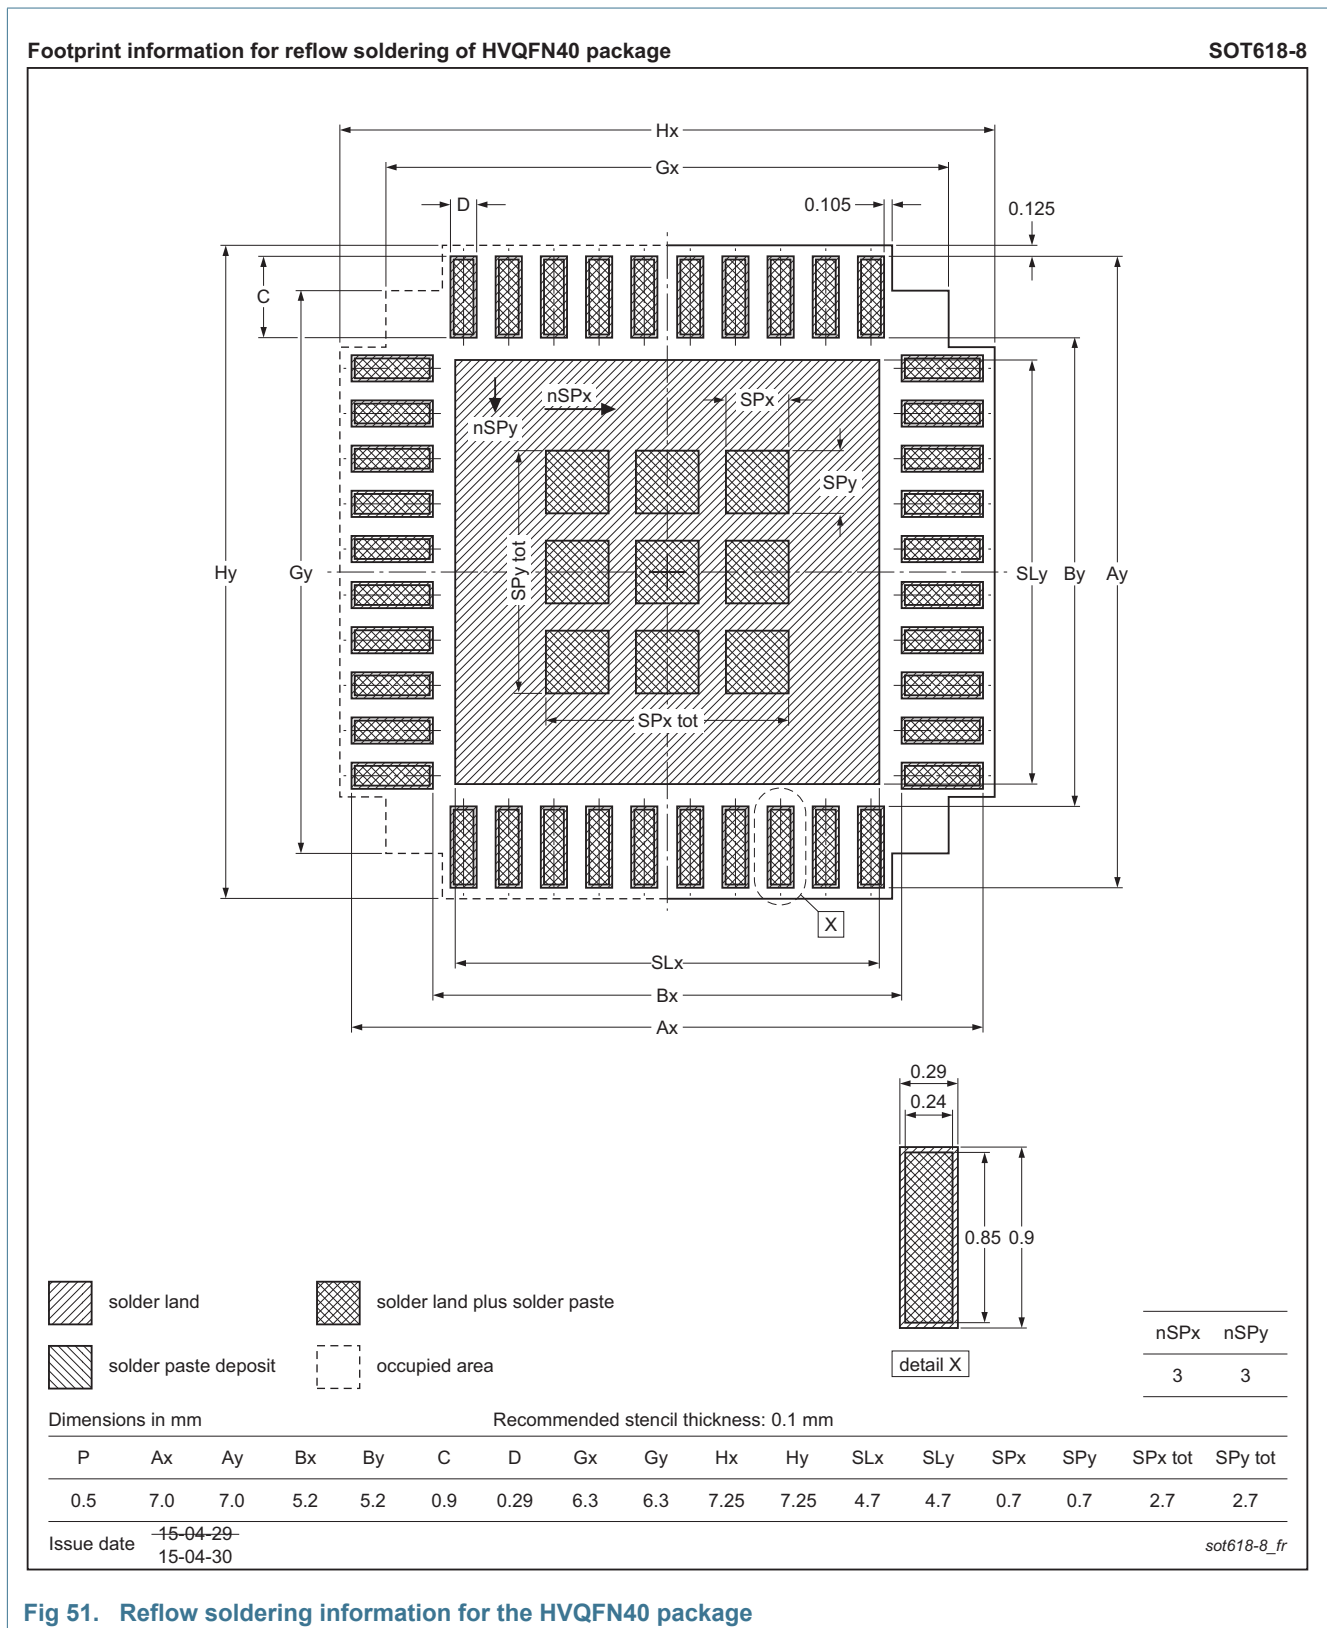 Footprint information for reflow soldering of HVQFN40 package SOT618-8
Hx
Gx
D 0.105
0.125
C
nSPx SPx
nSPy
SPy
SPy tot
Hy Gy SLy By Ay
SPx tot
X
SLx
Bx
Ax
0.29
0.24
0.85 0.9
solder land solder land plus solder paste
nSPx nSPy
solder paste deposit occupied area detail X
3 3
Dimensions in mm Recommended stencil thickness: 0.1 mm
P Ax Ay Bx By C D Gx Gy Hx Hy SLx SLy SPx SPy SPx tot SPy tot
0.5 7.0 7.0 5.2 5.2 0.9 0.29 6.3 6.3 7.25 7.25 4.7 4.7 0.7 0.7 2.7 2.7
15-04-29
Issue date sot618-8_fr
15-04-30
Fig 51. Reflow soldering information for the HVQFN40 package